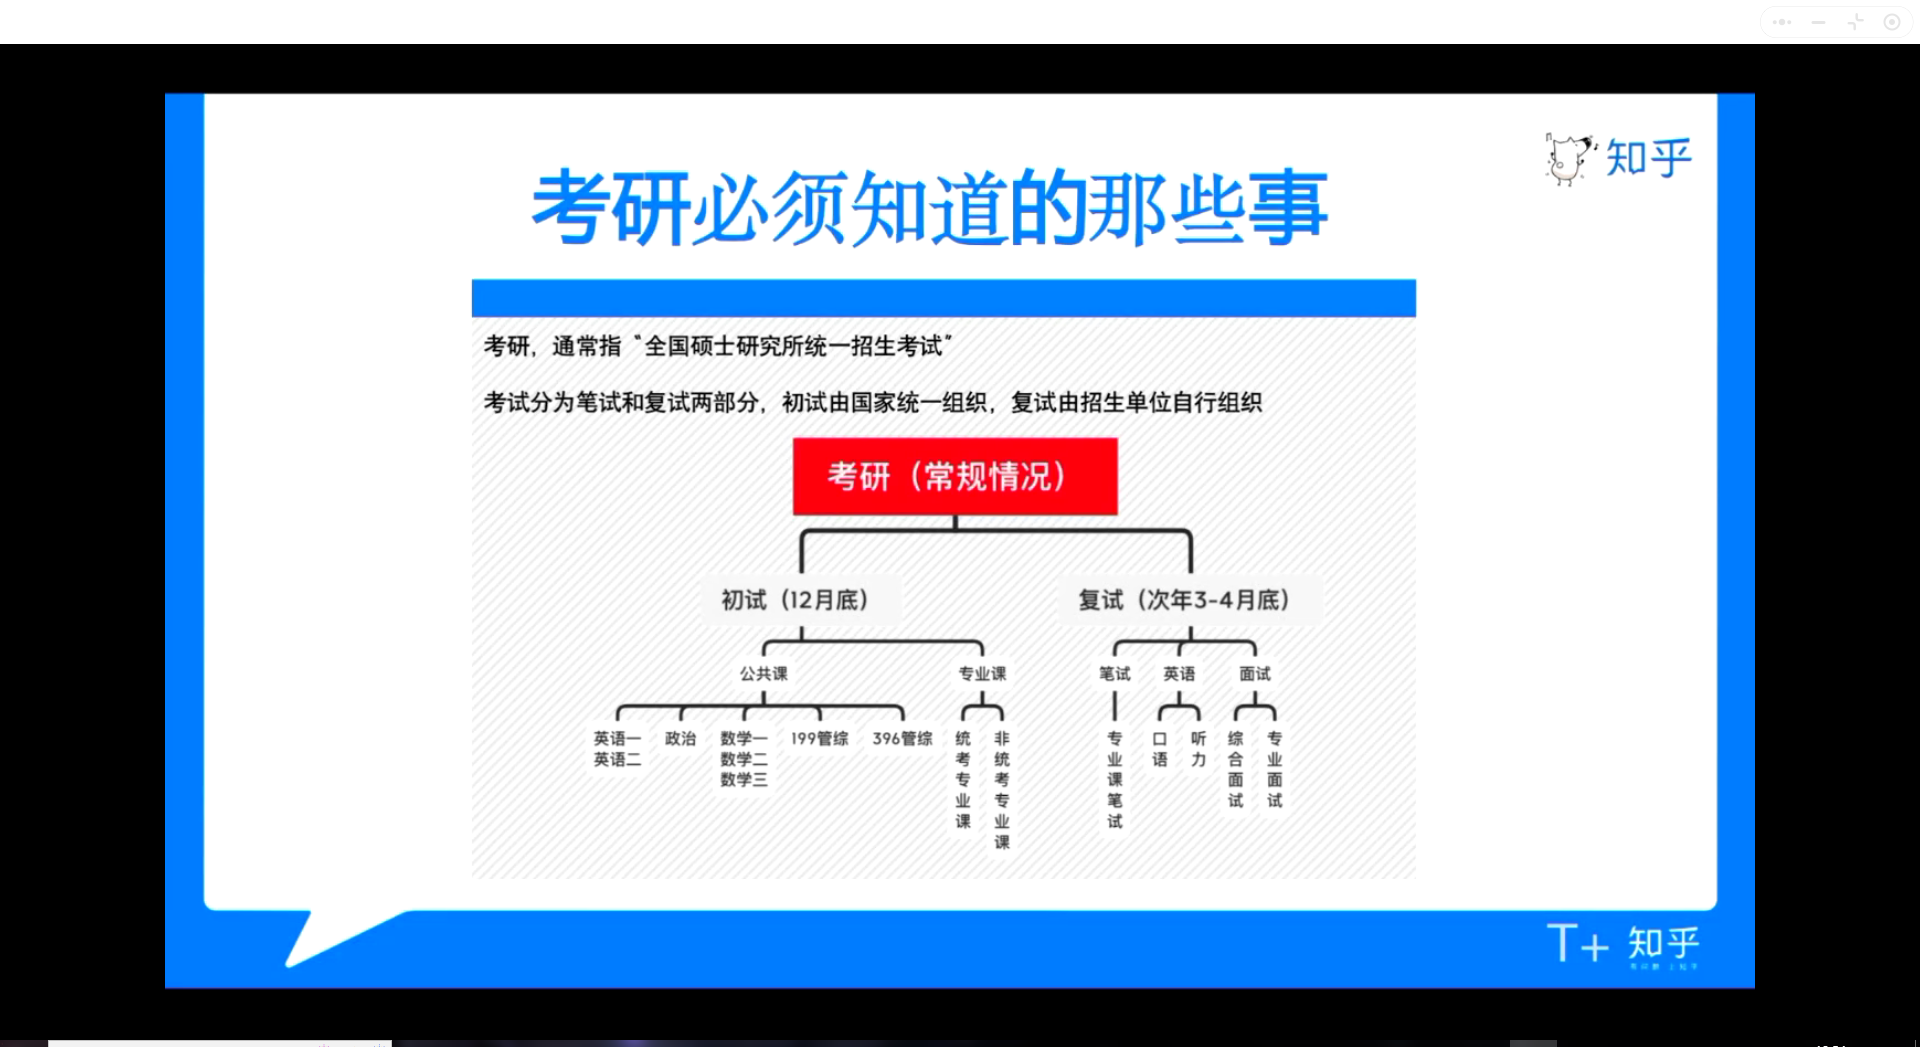 知乎
考研必须知道的那些事
考研，通常指“全国硕士研究所统一招生考试”
考试分为笔试和复试两部分，初试由国家统一组织，复试由招生单位自行组织
考研（常规情况）
初试（12月底）
复试（次年3-4月底）
公共课
专业课
笔试
英语
面试
英语一
英语二
政治
数学一
数学二
数学三
199管综
396管综
统考专业课
非统考专业课
专业课笔试
口语
听力
综合面试
专业面试
T+ 知乎